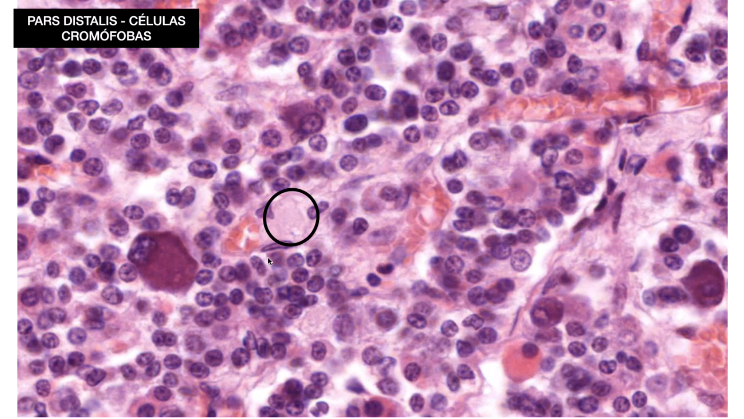 PARS DISTALIS - CÉLULAS
CROMÓFOBAS